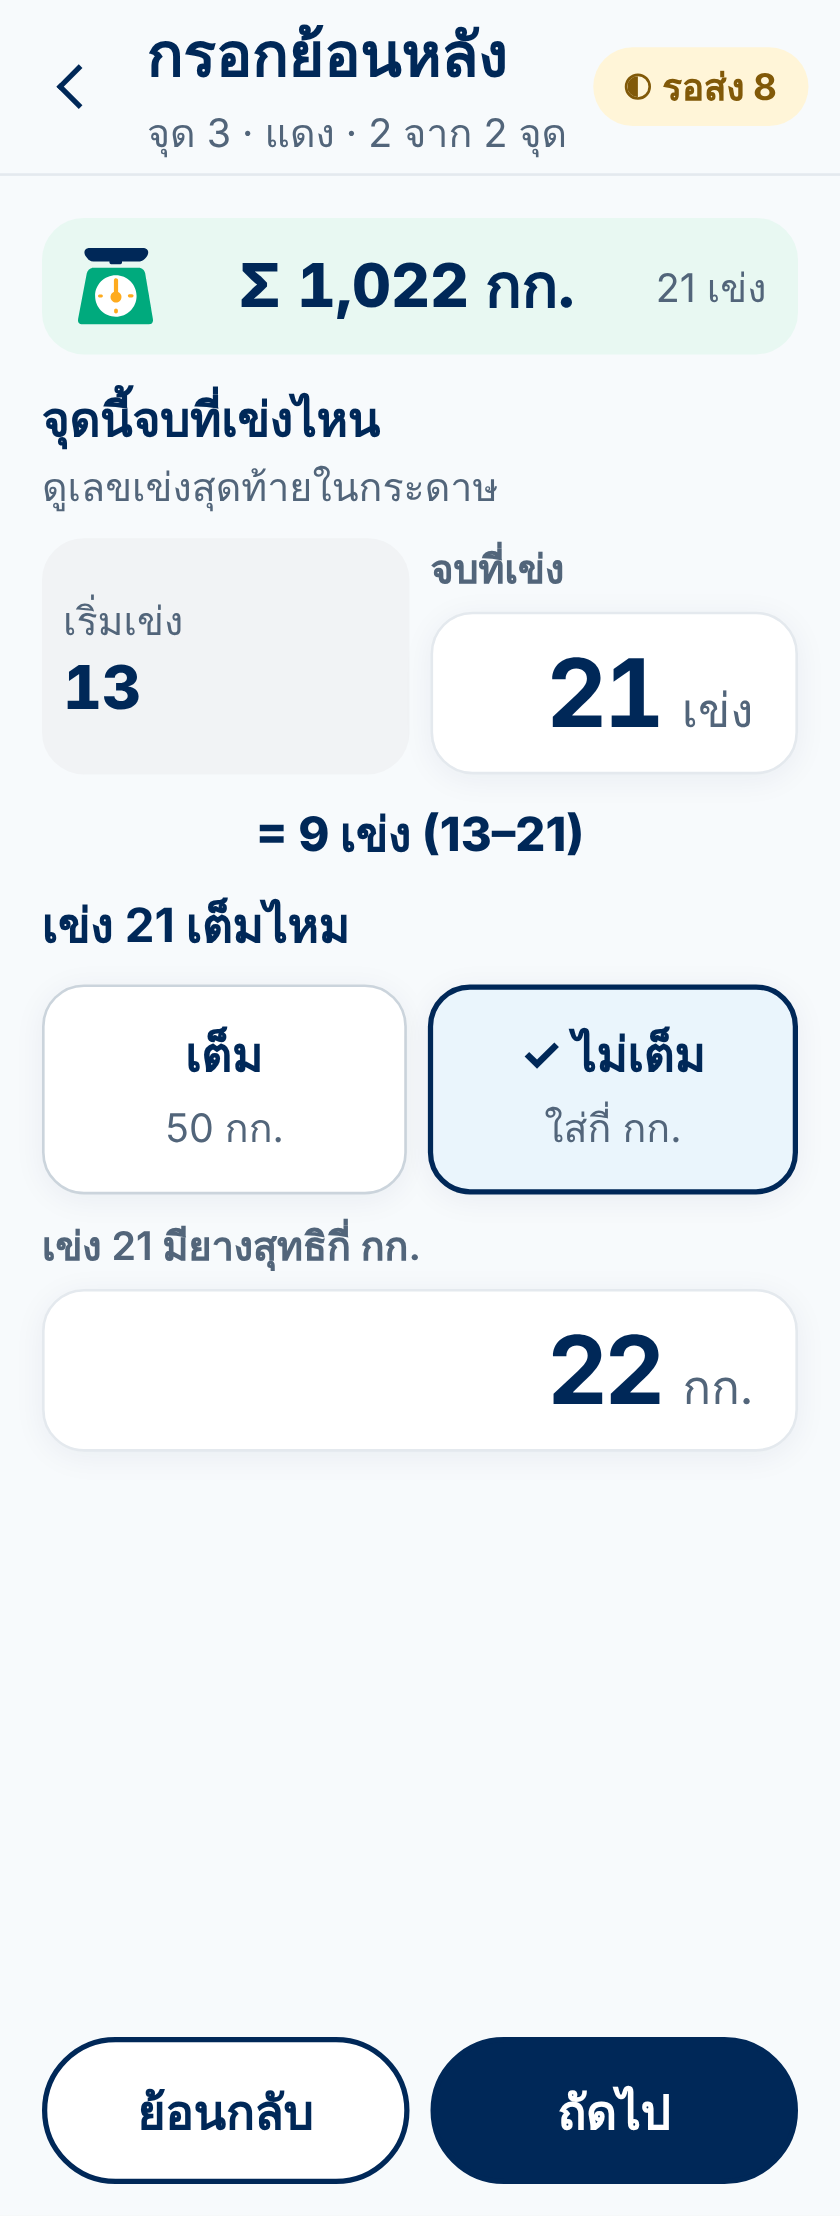 กรอกย้อนหลัง
จุด 3 · แดง · 2 จาก 2 จุด
รอส่ง 8
Σ 1,022 กก.
21 เข่ง
จุดนี้จบที่เข่งไหน
ดูเลขเข่งสุดท้ายในกระดาษ
เริ่มเข่ง
13
จบที่เข่ง
21 เข่ง
= 9 เข่ง (13–21)
เข่ง 21 เต็มไหม
เต็ม
50 กก.
✓ ไม่เต็ม
ใส่กี่ กก.
เข่ง 21 มียางสุทธิกี่ กก.
22 กก.
ย้อนกลับ
ถัดไป